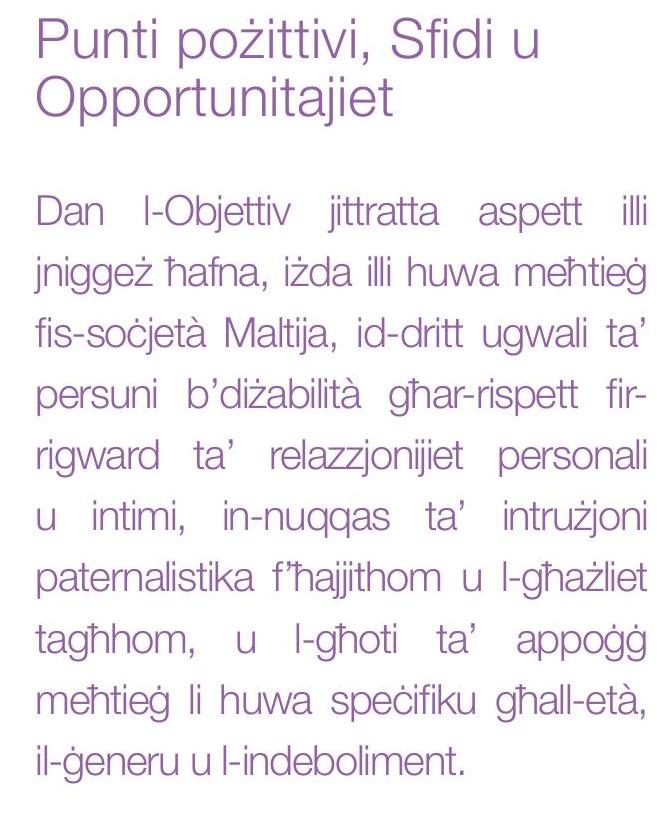 Punti pożittivi, Sfidi u
Opportunitajiet
Dan l-Objettiv jittratta aspett illi
jniggeż ħafna, iżda illi huwa meħtieġ
fis-soċjetà Maltija, id-dritt ugwali ta’
persuni b’diżabilità għar-rispett fir-
rigward ta’ relazzjonijiet personali
u intimi, in-nuqqas ta’ intrużjoni
paternalistika f’ħajjithom u l-għażliet
tagħhom, u l-għoti ta’ appoġġ
meħtieġ li huwa speċifiku għall-età,
il-ġeneru u l-indeboliment.